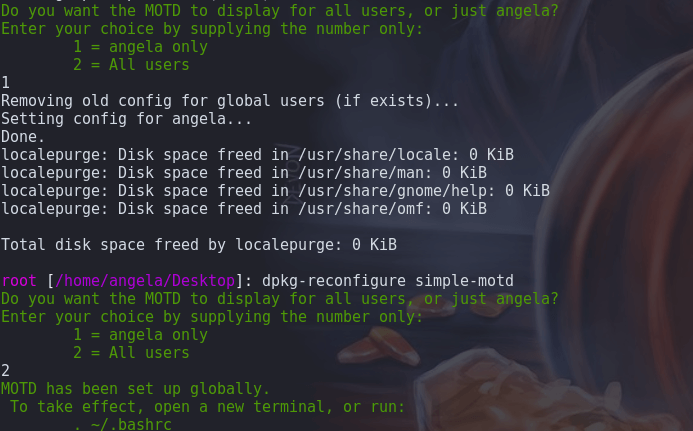 Do you want the MOTD to display for all users, or just angela?
Enter your choice by supplying the number only:
        1 = angela only
        2 = All users
1
Removing old config for global users (if exists)...
Setting config for angela...
Done.
localepurge: Disk space freed in /usr/share/locale: 0 KiB
localepurge: Disk space freed in /usr/share/man: 0 KiB
localepurge: Disk space freed in /usr/share/gnome/help: 0 KiB
localepurge: Disk space freed in /usr/share/omf: 0 KiB

Total disk space freed by localepurge: 0 KiB

root [/home/angela/Desktop]: dpkg-reconfigure simple-motd
Do you want the MOTD to display for all users, or just angela?
Enter your choice by supplying the number only:
        1 = angela only
        2 = All users
2
MOTD has been set up globally.
 To take effect, open a new terminal, or run:
        . ~/.bashrc